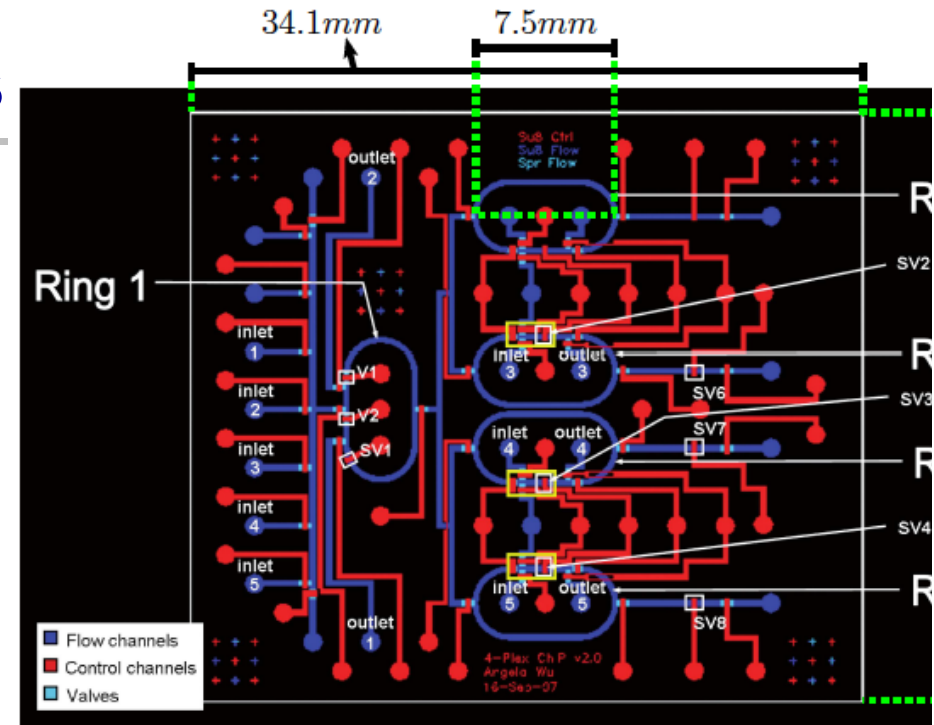 34.1mm
7.5mm
Su8 Ctrl
Su8 Flow
Spr Flow
outlet
2
R
SV2
Ring 1
inlet
1
V1
inlet
3
outlet
3
R
SV6
SV3
inlet
2
V2
SV7
inlet
4
outlet
4
inlet
3
SV1
R
inlet
4
SV4
inlet
5
inlet
5
outlet
5
R
SV8
outlet
1
Flow channels
Control channels
Valves
4-Plex ChIP v2.0
Angela Wu
16-Sep-07